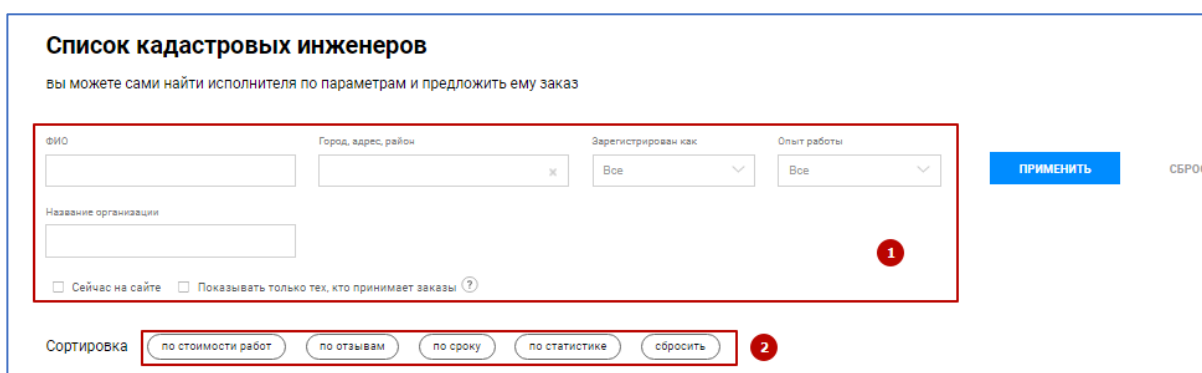 Список кадастровых инженеров
вы можете сами найти исполнителя по параметрам и предложить ему заказ
ФИО Город, адрес, район Зарегистрирован как Опыт работы
Все Все ПРИМЕНИТЬ
Название организации
1
Сейчас на сайте Показывать только тех, кто принимает заказы ?
Сортировка по стоимости работ по отзывам по сроку по статистике сбросить 2